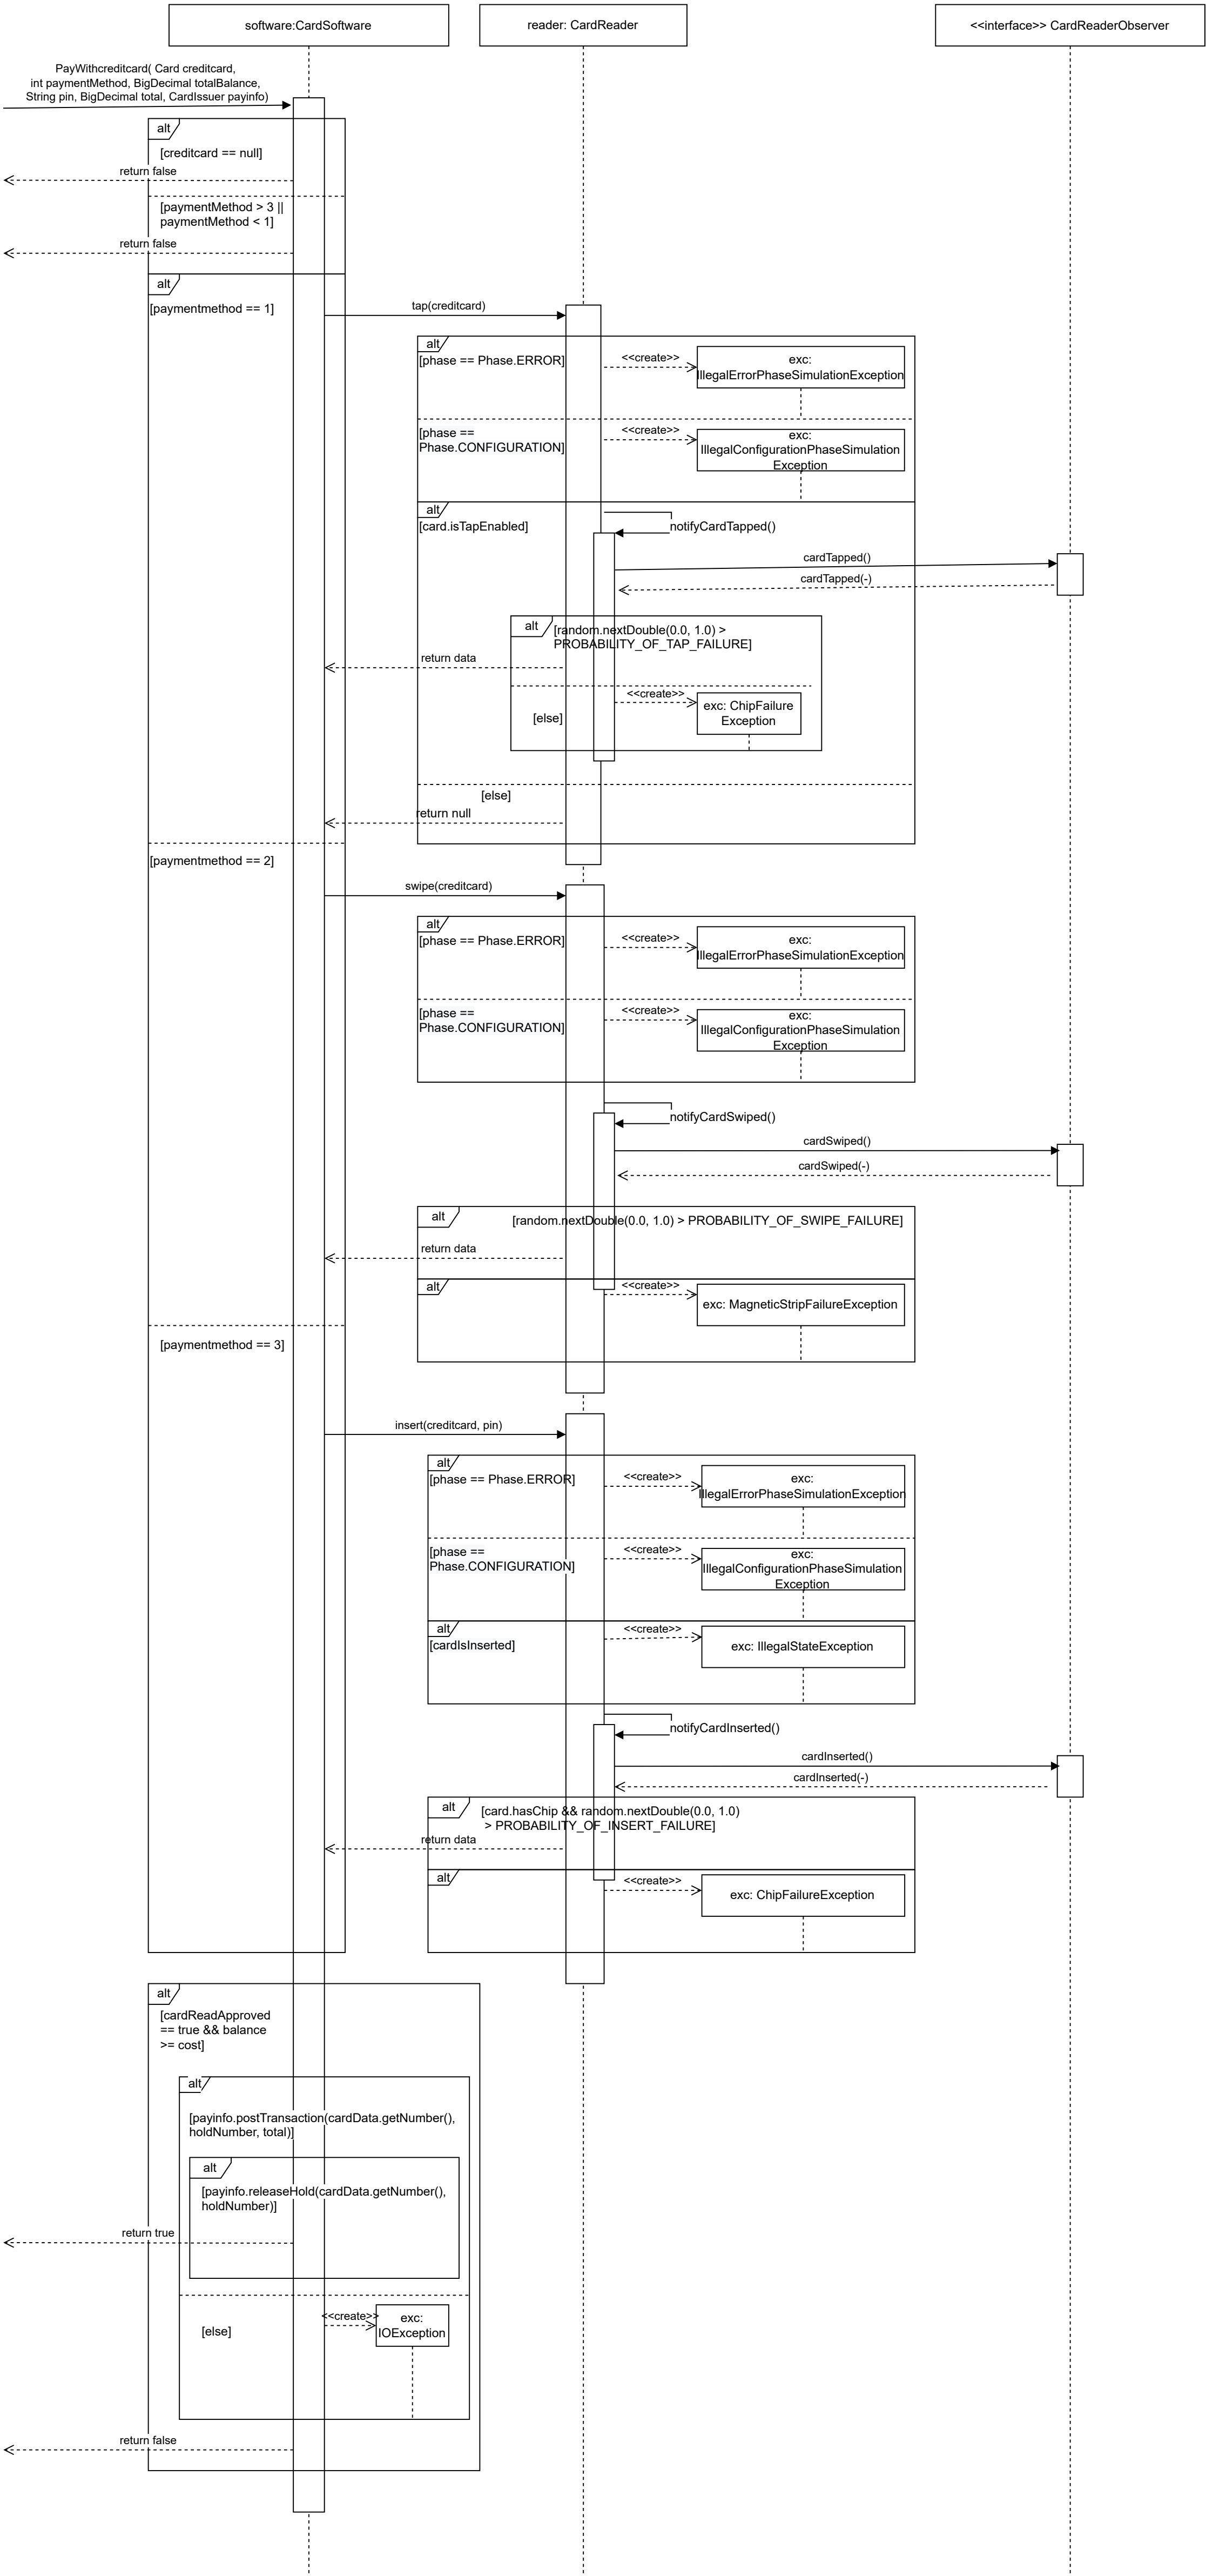 software:CardSoftware
reader: CardReader
<<interface>> CardReaderObserver
PayWithcreditcard( Card creditcard,
int paymentMethod, BigDecimal totalBalance,
String pin, BigDecimal total, CardIssuer payinfo)
alt
[creditcard == null]
return false
[paymentMethod > 3 ||
paymentMethod < 1]
return false
alt
[paymentmethod == 1]
tap(creditcard)
alt
[phase == Phase.ERROR]
<<create>>
exc:
IllegalErrorPhaseSimulationException
[phase ==
Phase.CONFIGURATION]
<<create>>
exc:
IllegalConfigurationPhaseSimulation
Exception
alt
[card.isTapEnabled]
notifyCardTapped()
cardTapped()
cardTapped(-)
alt
[random.nextDouble(0.0, 1.0) >
PROBABILITY_OF_TAP_FAILURE]
return data
<<create>>
exc: ChipFailure
Exception
[else]
[else]
return null
[paymentmethod == 2]
swipe(creditcard)
alt
[phase == Phase.ERROR]
<<create>>
exc:
IllegalErrorPhaseSimulationException
[phase ==
Phase.CONFIGURATION]
<<create>>
exc:
IllegalConfigurationPhaseSimulation
Exception
notifyCardSwiped()
cardSwiped()
cardSwiped(-)
alt
[random.nextDouble(0.0, 1.0) > PROBABILITY_OF_SWIPE_FAILURE]
return data
alt
<<create>>
exc: MagneticStripFailureException
[paymentmethod == 3]
insert(creditcard, pin)
alt
[phase == Phase.ERROR]
<<create>>
exc:
IllegalErrorPhaseSimulationException
[phase ==
Phase.CONFIGURATION]
<<create>>
exc:
IllegalConfigurationPhaseSimulation
Exception
alt
[cardIsInserted]
<<create>>
exc: IllegalStateException
notifyCardInserted()
cardInserted()
cardInserted(-)
alt
[card.hasChip && random.nextDouble(0.0, 1.0)
> PROBABILITY_OF_INSERT_FAILURE]
return data
alt
<<create>>
exc: ChipFailureException
alt
[cardReadApproved
== true && balance
>= cost]
alt
[payinfo.postTransaction(cardData.getNumber(),
holdNumber, total)]
alt
[payinfo.releaseHold(cardData.getNumber(),
holdNumber)]
return true
<<create>>
exc:
IOException
[else]
return false